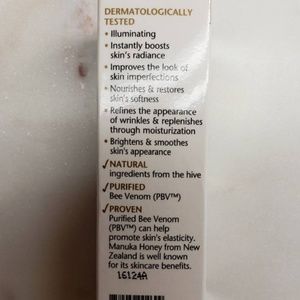 DERMATOLOGICALLY
TESTED
• Illuminating
• Instantly boosts
skin's radiance
• Improves the look of
skin imperfections
• Nourishes & restores
skin's softness
• Refines the appearance
of wrinkles & replenishes
through moisturization
• Brightens & smoothes
skin's appearance
✓NATURAL
ingredients from the hive
✓PURIFIED
Bee Venom (PBV™)
✓PROVEN
Purified Bee Venom
(PBV™) can help
promote skin's elasticity.
Manuka Honey from New
Zealand is well known
for its skincare benefits.
16124A